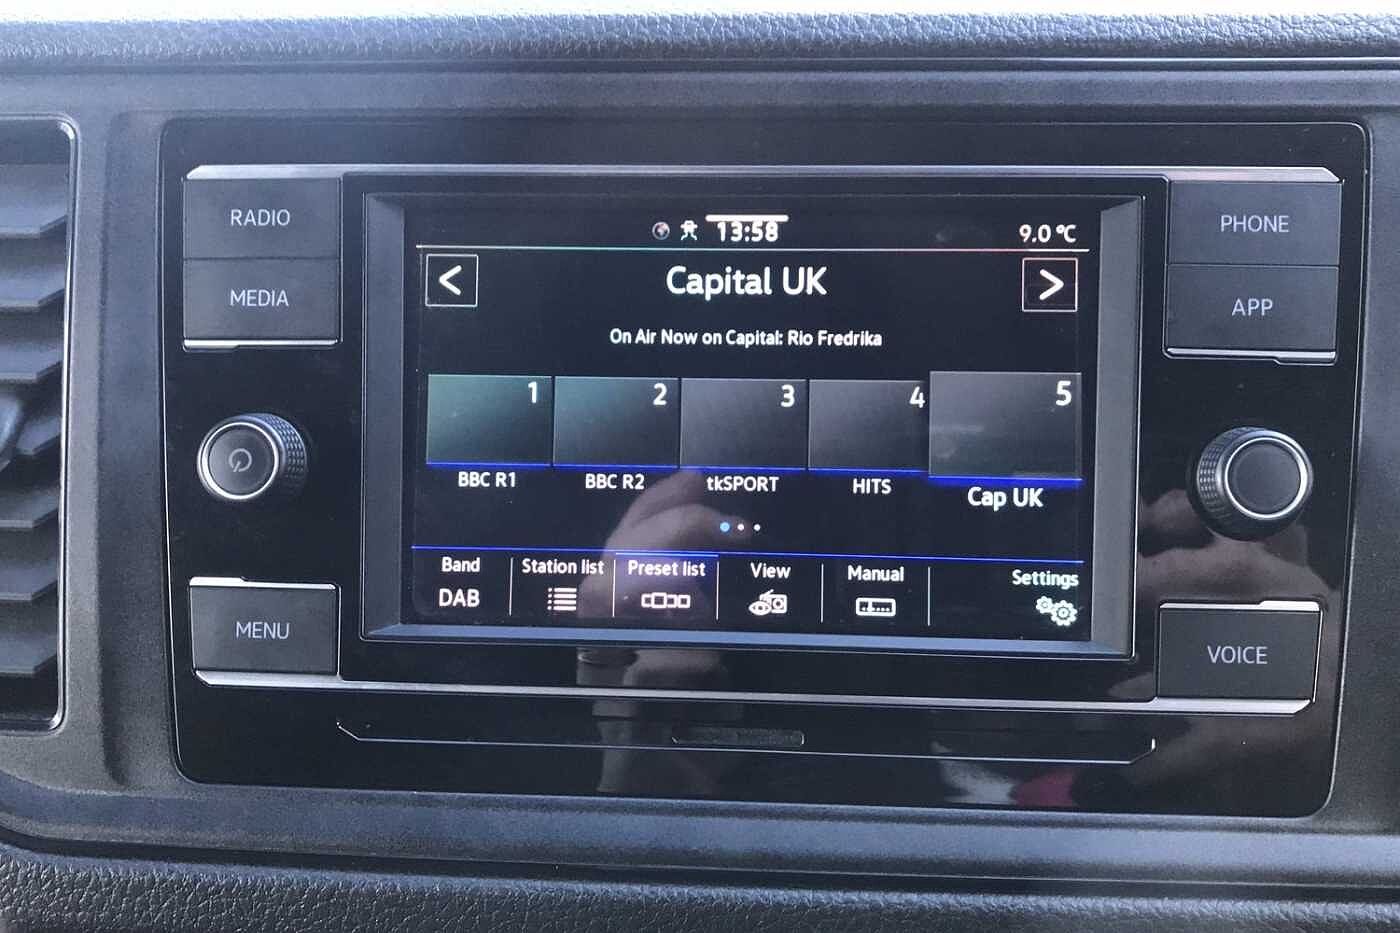 RADIO
MEDIA
MENU
PHONE
APP
VOICE
13:58
9.0 °C
<
Capital UK
>
On Air Now on Capital: Rio Fredrika
1
2
3
4
5
BBC R1
BBC R2
tkSPORT
HITS
Cap UK
Band
Station list
Preset list
View
Manual
Settings
DAB